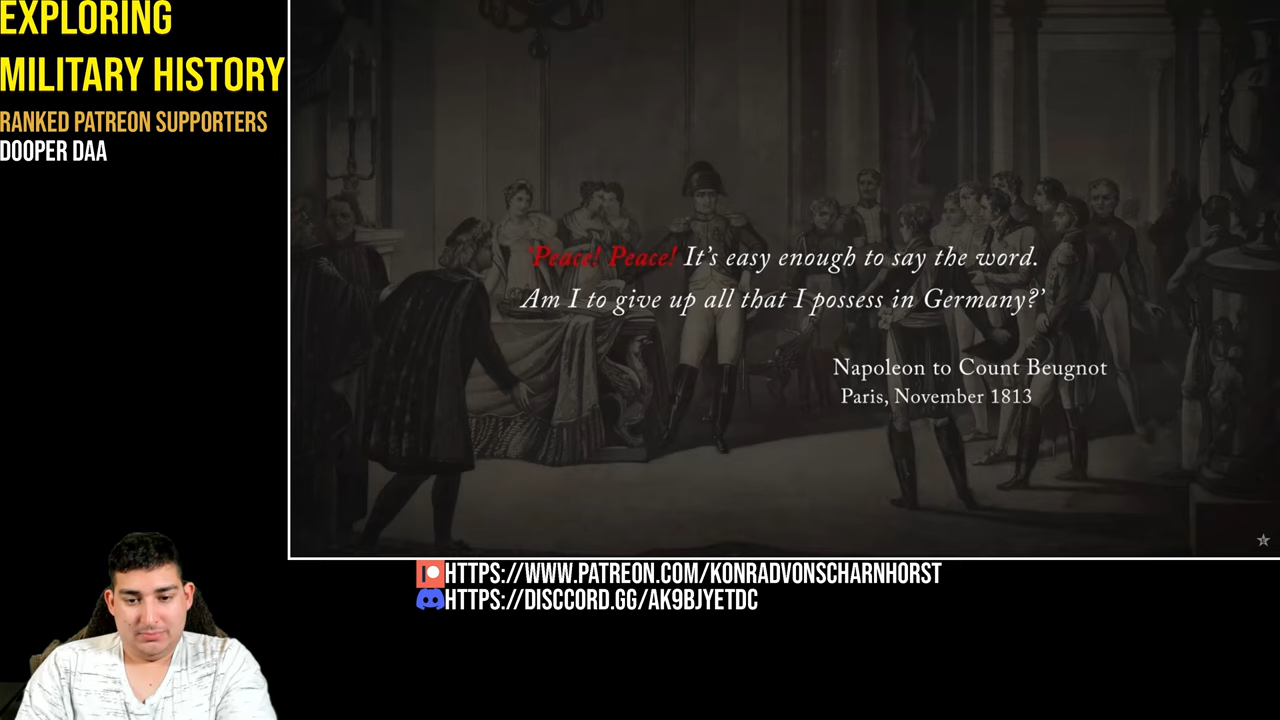 EXPLORING
MILITARY HISTORY
RANKED PATREON SUPPORTERS
DOOPER DAA
'Peace! Peace! It's easy enough to say the word.
Am I to give up all that I possess in Germany?'
Napoleon to Count Beugnot
Paris, November 1813
HTTPS://WWW.PATREON.COM/KONRADVONSCHARNHORST
HTTPS://DISCCORD.GG/AK9BJYETDC